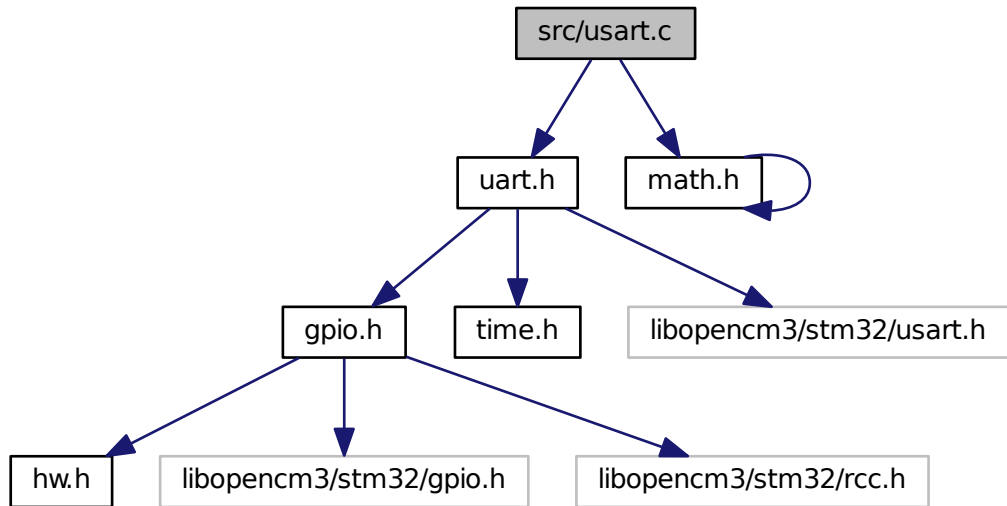 src/usart.c
uart.h
math.h
gpio.h
time.h
libopencm3/stm32/usart.h
hw.h
libopencm3/stm32/gpio.h
libopencm3/stm32/rcc.h